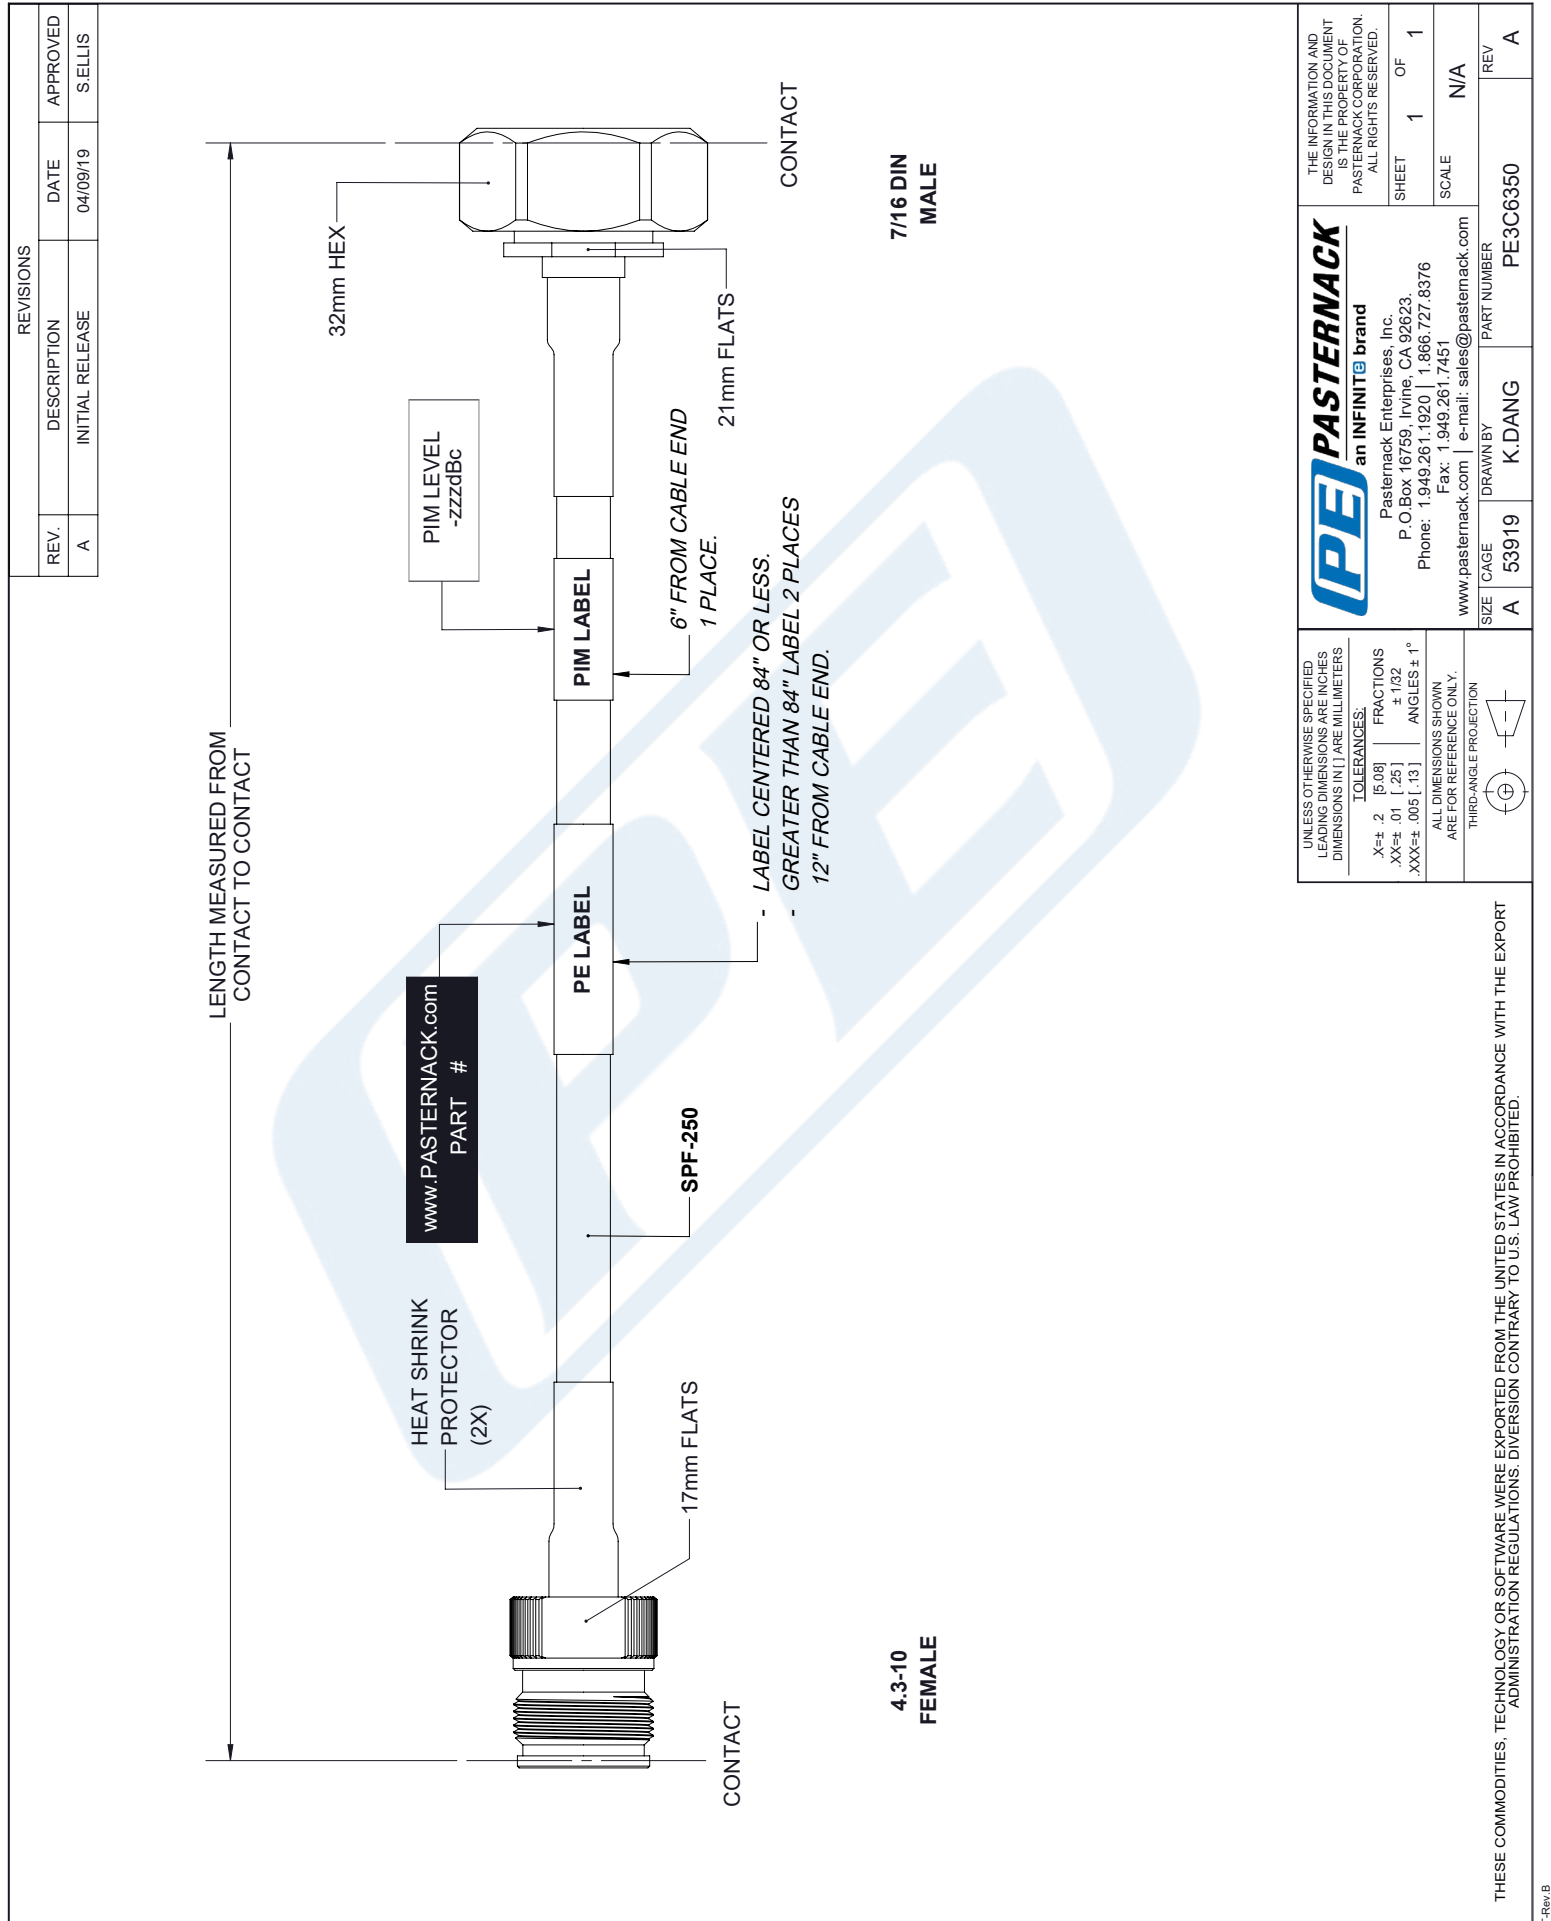 REVISIONS
REV. DESCRIPTION DATE APPROVED
A INITIAL RELEASE 04/09/19 S.ELLIS
LENGTH MEASURED FROM
CONTACT TO CONTACT
32mm HEX
PIM LEVEL
-zzzdBc
www.PASTERNACK.com
PART #
HEAT SHRINK
PROTECTOR
(2X)
PE LABEL
PIM LABEL
6" FROM CABLE END
1 PLACE.
21mm FLATS
CONTACT
SPF-250
17mm FLATS
CONTACT
- LABEL CENTERED 84" OR LESS.
- GREATER THAN 84" LABEL 2 PLACES
12" FROM CABLE END.
4.3-10
FEMALE
7/16 DIN
MALE
PE
THESE COMMODITIES, TECHNOLOGY OR SOFTWARE WERE EXPORTED FROM THE UNITED STATES IN ACCORDANCE WITH THE EXPORT
ADMINISTRATION REGULATIONS. DIVERSION CONTRARY TO U.S. LAW PROHIBITED.
UNLESS OTHERWISE SPECIFIED
LEADING DIMENSIONS ARE INCHES
DIMENSIONS IN [ ] ARE MILLIMETERS
TOLERANCES:
.X=± .2 [5.08] FRACTIONS
.XX=± .01 [ .25] ± 1/32
.XXX=± .005 [ .13] ANGLES ± 1°
ALL DIMENSIONS SHOWN
ARE FOR REFERENCE ONLY.
THIRD-ANGLE PROJECTION
PE PASTERNACK
an INFINITe brand
Pasternack Enterprises, Inc.
P.O.Box 16759, Irvine, CA 92623.
Phone: 1.949.261.1920 | 1.866.727.8376
Fax: 1.949.261.7451
www.pasternack.com | e-mail: sales@pasternack.com
THE INFORMATION AND
DESIGN IN THIS DOCUMENT
IS THE PROPERTY OF
PASTERNACK CORPORATION.
ALL RIGHTS RESERVED.
SHEET 1 OF 1
SCALE N/A
SIZE A
CAGE 53919
DRAWN BY K.DANG
PART NUMBER PE3C6350
REV A
-Rev.B